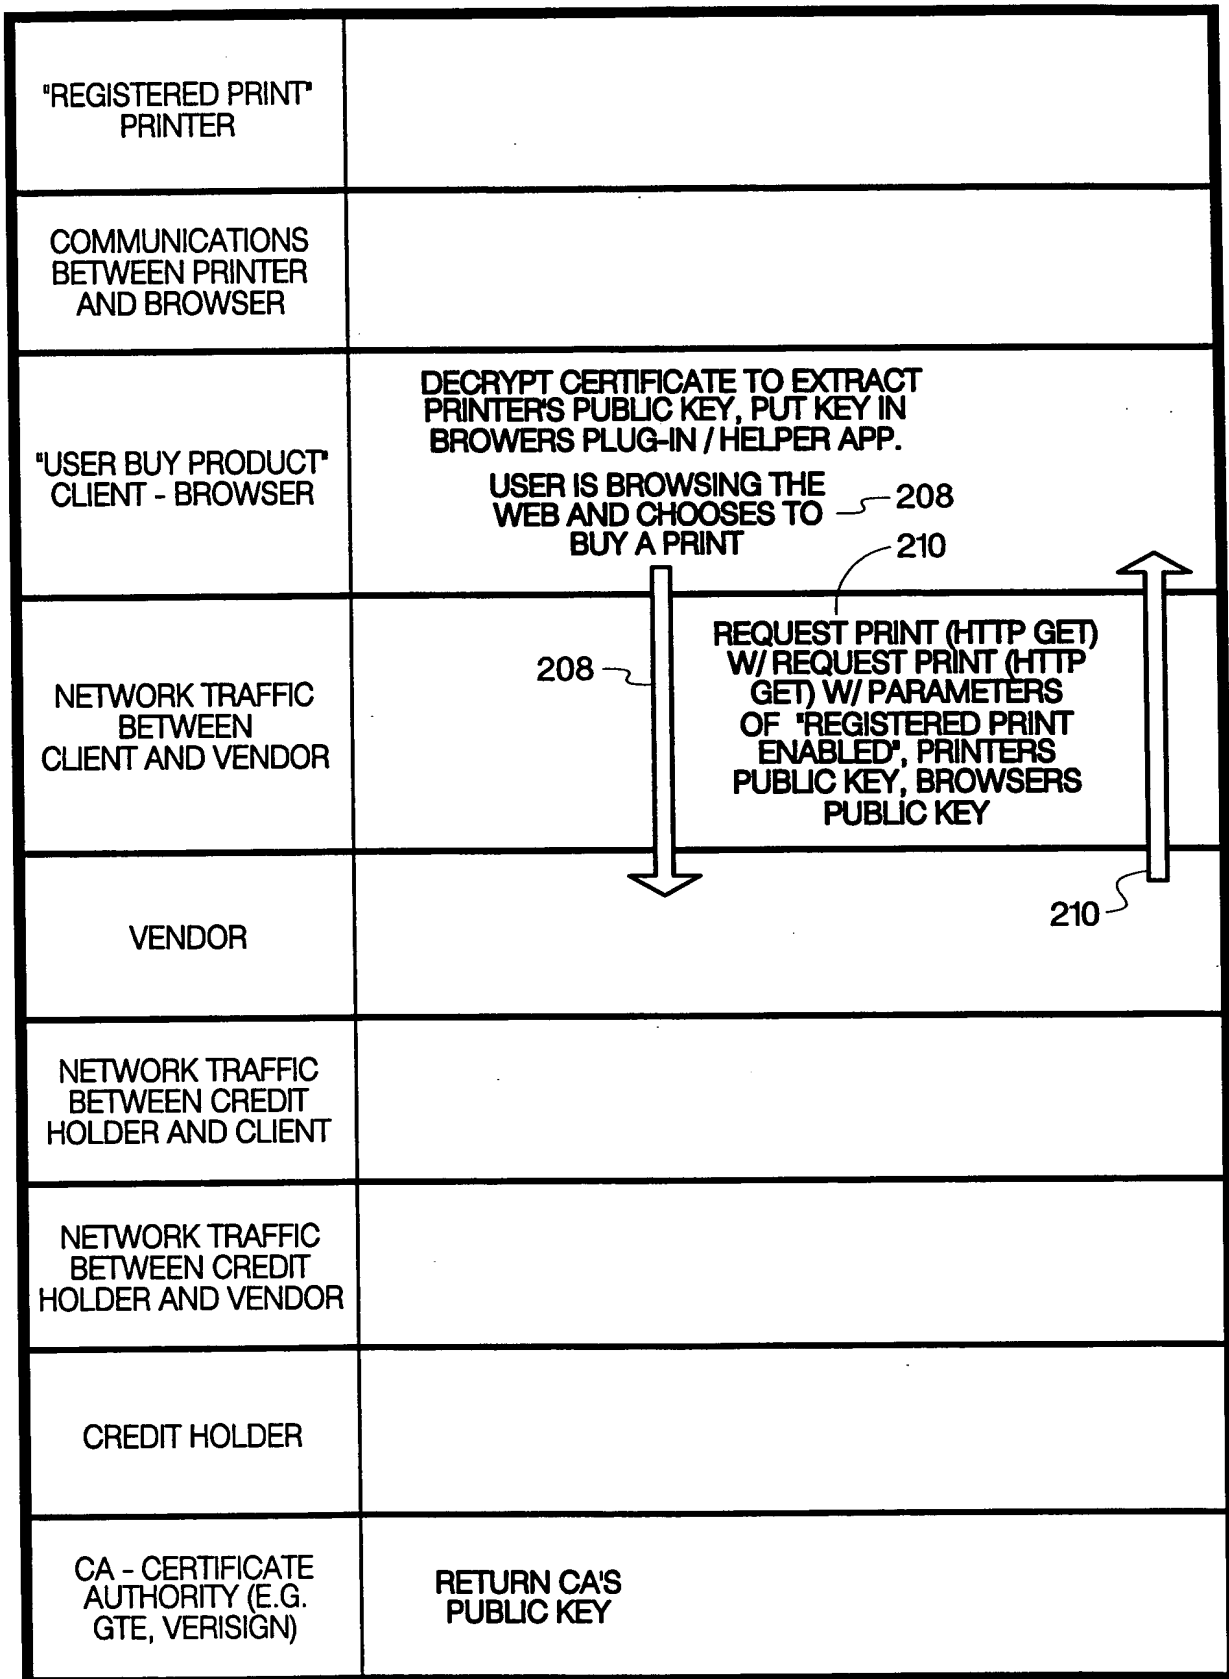 "REGISTERED PRINT"
PRINTER
COMMUNICATIONS
BETWEEN PRINTER
AND BROWSER
"USER BUY PRODUCT"
CLIENT - BROWSER
DECRYPT CERTIFICATE TO EXTRACT
PRINTER'S PUBLIC KEY, PUT KEY IN
BROWERS PLUG-IN / HELPER APP.
USER IS BROWSING THE
WEB AND CHOOSES TO
BUY A PRINT
208
210
NETWORK TRAFFIC
BETWEEN
CLIENT AND VENDOR
208
REQUEST PRINT (HTTP GET)
W/ REQUEST PRINT (HTTP
GET) W/ PARAMETERS
OF "REGISTERED PRINT
ENABLED", PRINTERS
PUBLIC KEY, BROWSERS
PUBLIC KEY
VENDOR
210
NETWORK TRAFFIC
BETWEEN CREDIT
HOLDER AND CLIENT
NETWORK TRAFFIC
BETWEEN CREDIT
HOLDER AND VENDOR
CREDIT HOLDER
CA - CERTIFICATE
AUTHORITY (E.G.
GTE, VERISIGN)
RETURN CA'S
PUBLIC KEY